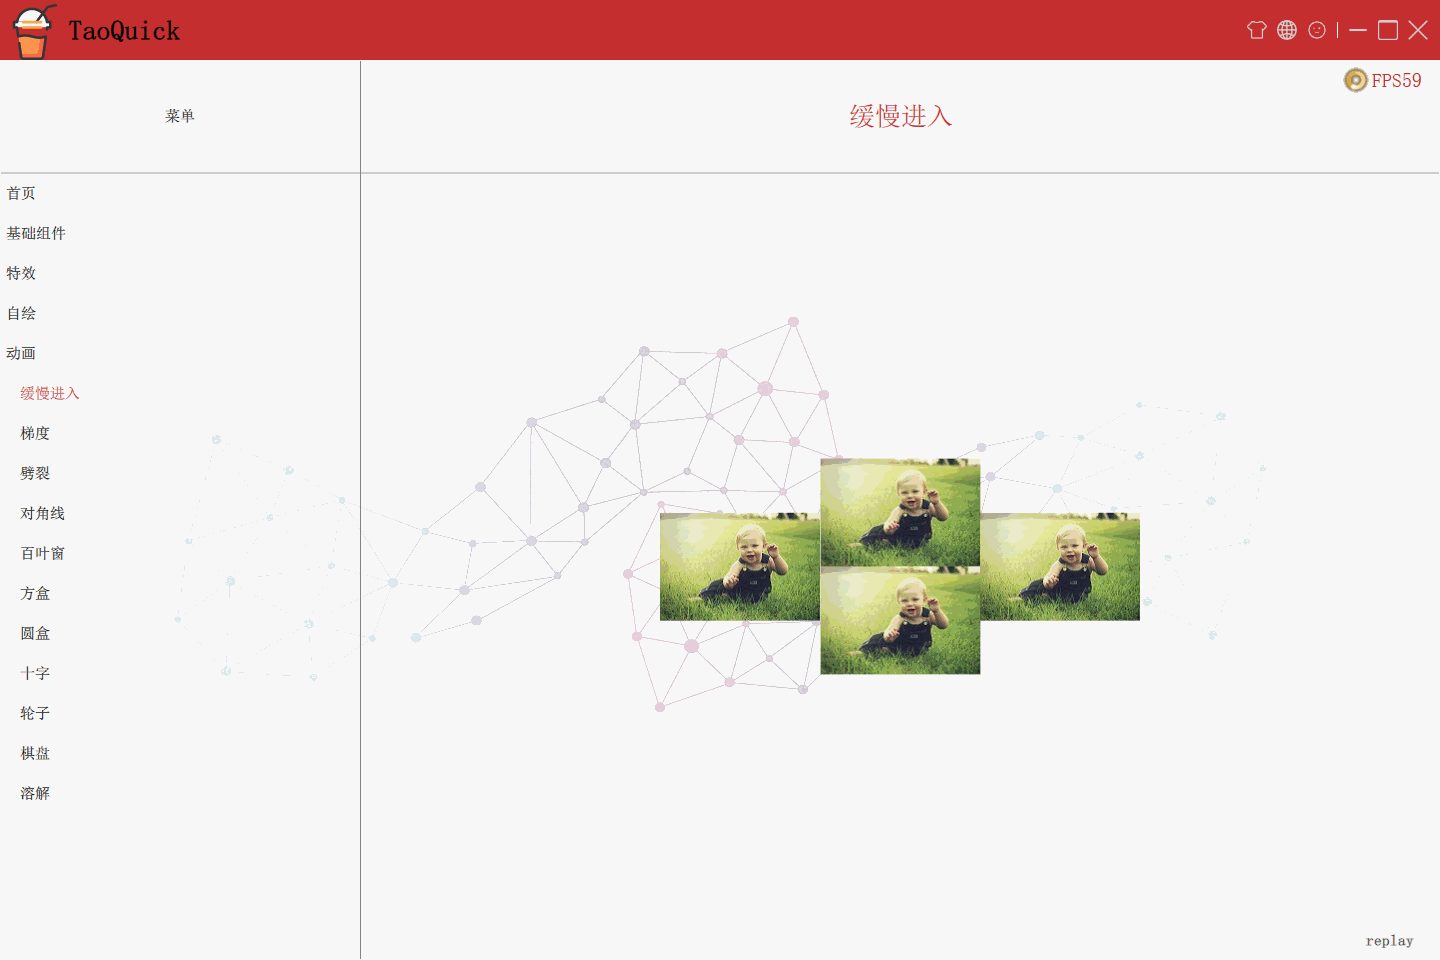 TaoQuick
FPS59
菜单
缓慢进入
首页
基础组件
特效
自绘
动画
缓慢进入
梯度
劈裂
对角线
百叶窗
方盒
圆盒
十字
轮子
棋盘
溶解
replay